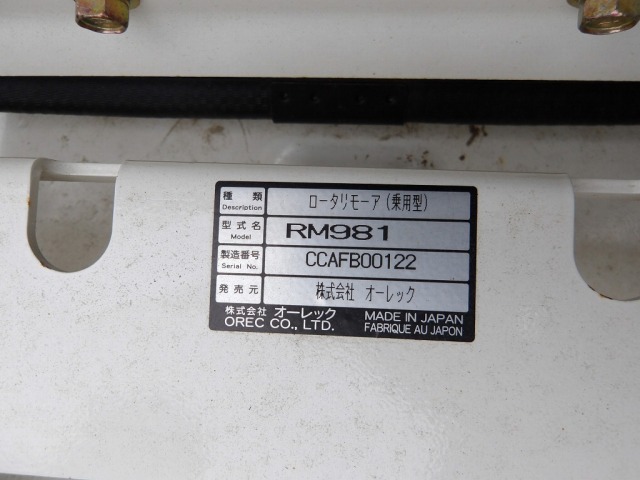 種類 ロータリモーア(乗用型)
Description
型式名 RM981
Model
製造番号 CCAFB00122
Serial No.
発売元 株式会社 オーレック
株式会社 オーレック MADE IN JAPAN
OREC CO., LTD. FABRIQUE AU JAPON